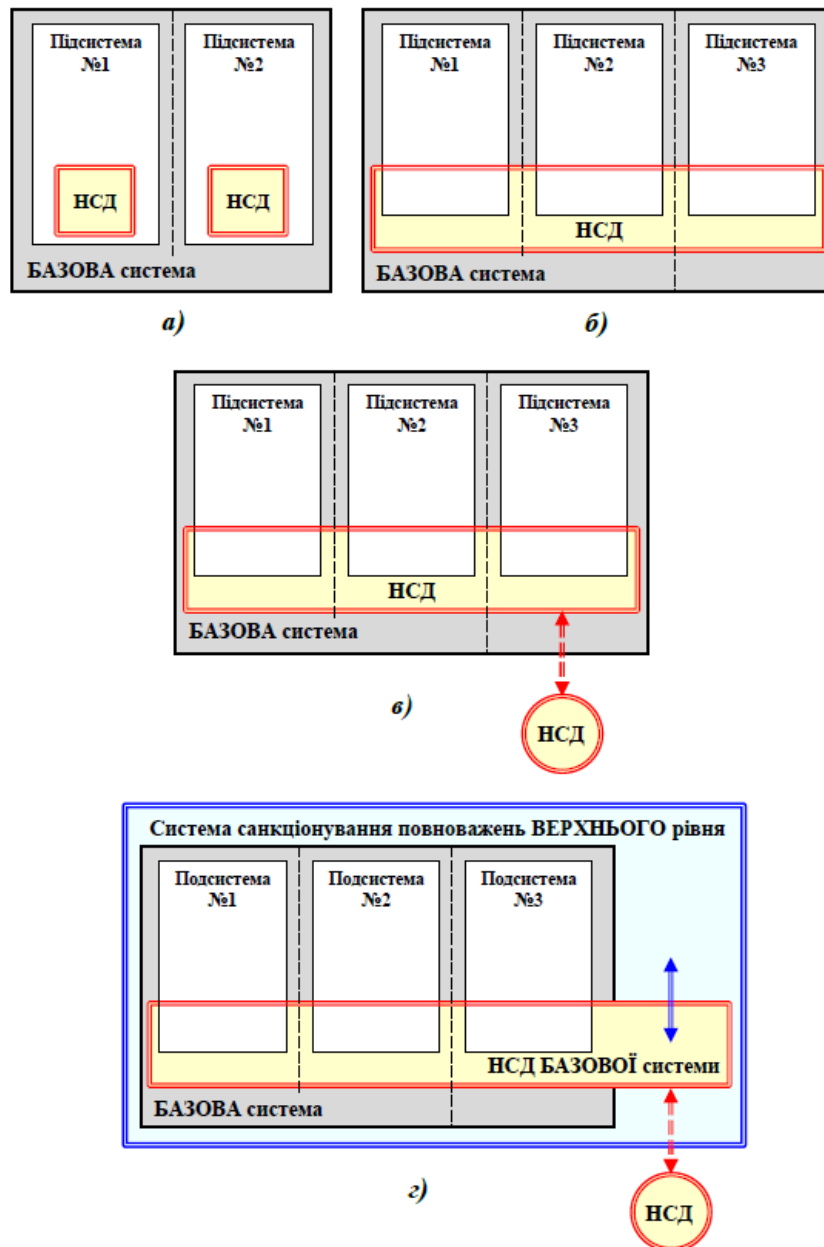 Підсистема
№1
Підсистема
№2
НСД
НСД
БАЗОВА система
а)
Підсистема
№1
Підсистема
№2
Підсистема
№3
НСД
БАЗОВА система
б)
Підсистема
№1
Підсистема
№2
Підсистема
№3
НСД
БАЗОВА система
в)
НСД
Система санкціонування повноважень ВЕРХНЬОГО рівня
Подсистема
№1
Подсистема
№2
Подсистема
№3
НСД БАЗОВОЇ системи
БАЗОВА система
г)
НСД